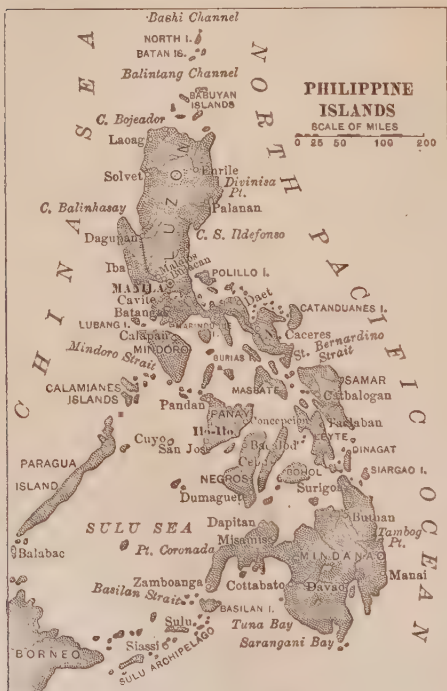 Bashi Channel
NORTH I.
BATAN IS.
Balintang Channel
BABUYAN
ISLANDS
C. Bojeador
PHILIPPINE
ISLANDS
SCALE OF MILES
0 25 50 100 200
CHINA SEA
NORTH PACIFIC OCEAN
Laoag
LUZON
Solvet
Enrile
Divinisa
Pt.
Palanan
C. Balinhasay
C. S. Ildefonso
Dagupan
Iba
Malolos
Bulacan
POLILLO I.
MANILA
Cavite
Daet
CATANDUANES I.
Batangas
LUBANG I.
MARINDUQUE
I.
N. Caceres
Calapan
MINDORO
St. Bernardino
Strait
Mindoro Strait
BURIAS
MASBATE
SAMAR
CALAMIANES
ISLANDS
Catbalogan
Pandan
PANAY
Concepcion
Tacloban
Iloilo
LEYTE
Cuyo
San Jos
Bacolod
Cebu
DINAGAT
PARAGUA
ISLAND
NEGROS
BOHOL
SIARGAO I.
Dumaguete
Surigao
SULU SEA
Dapitan
Butuan
Misamis
Tambog
Pt.
Balabac
Pt. Coronada
MINDANAO
Zamboanga
Manai
Cottabato
Davao
Basilan Strait
BASILAN I.
Tuna Bay
Sulu
Sarangani Bay
BORNEO
Siassi
SULU ARCHIPELAGO